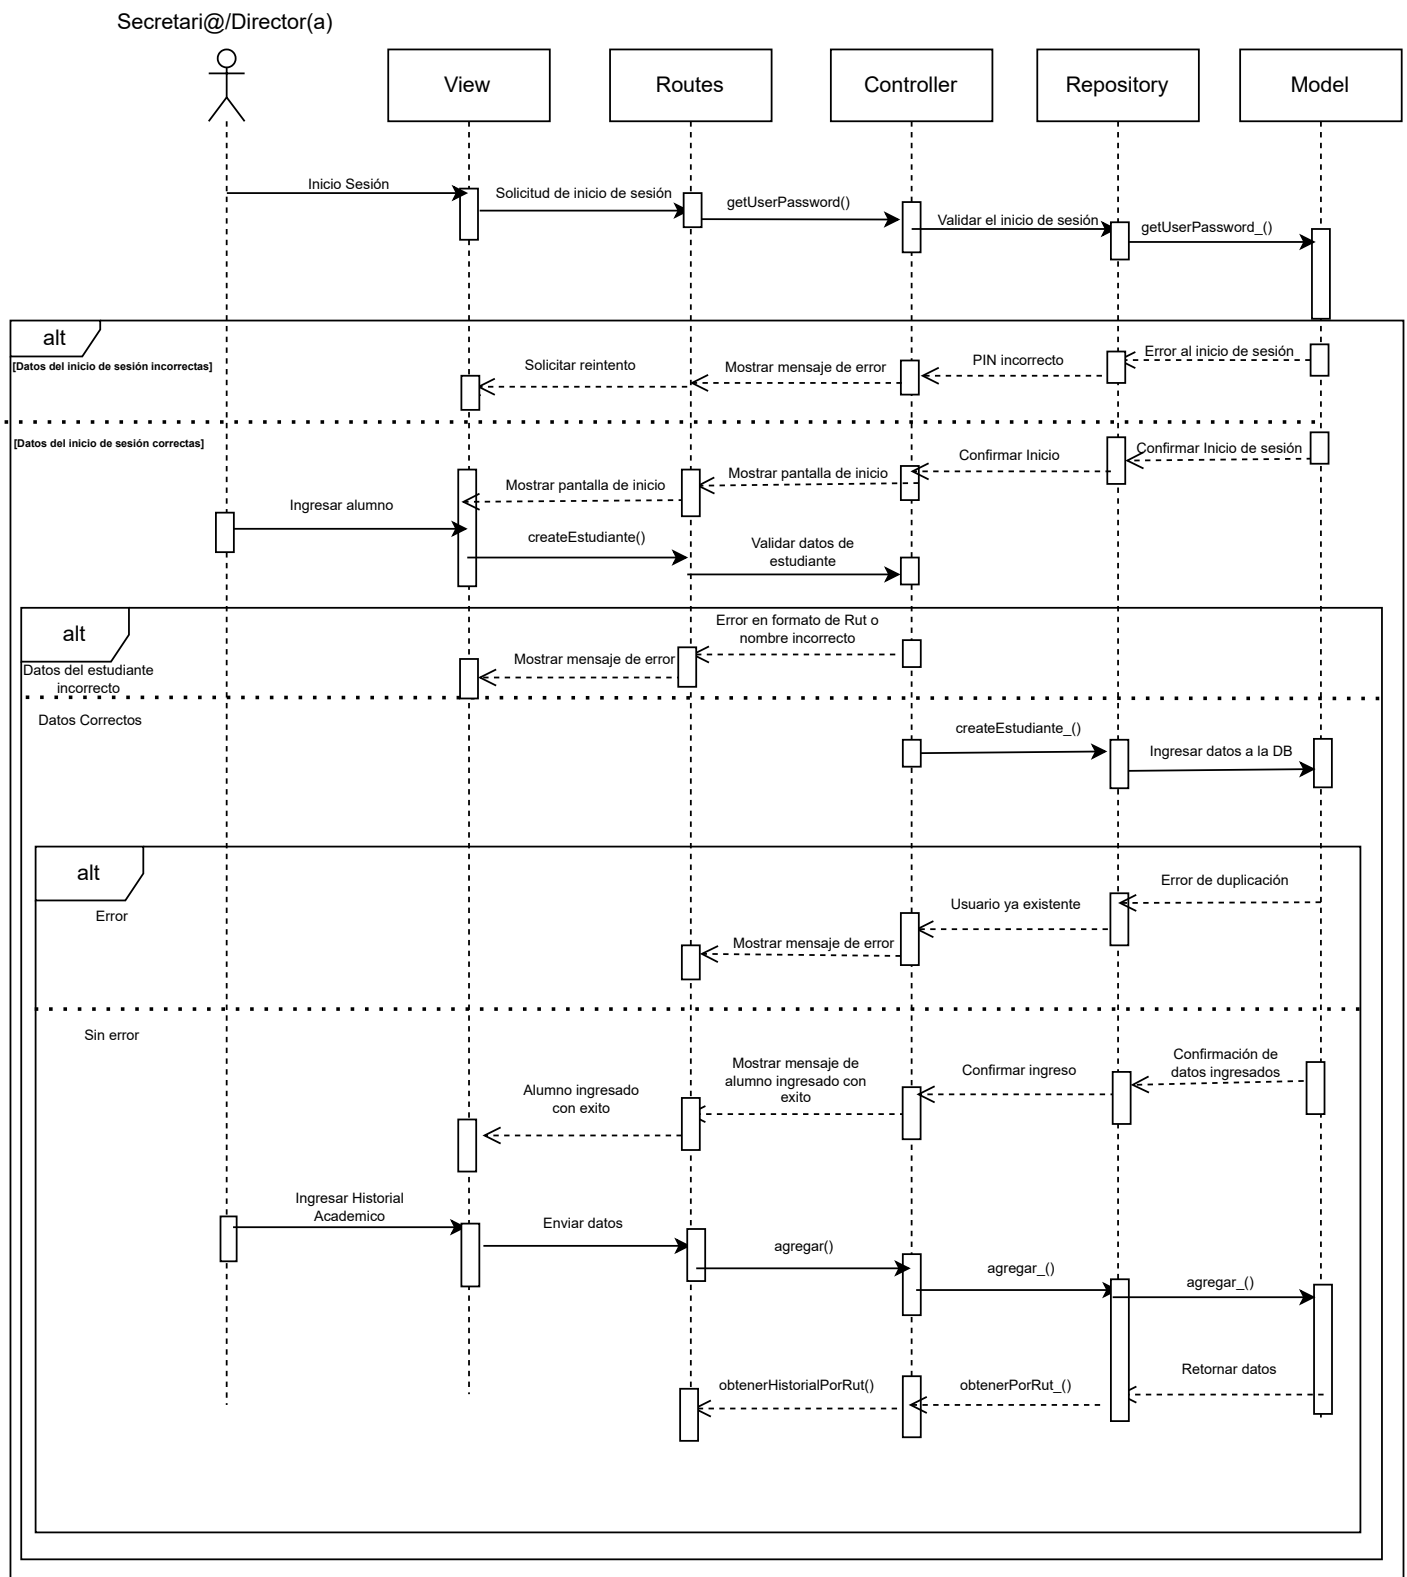 Secretari@/Director(a)
View
Routes
Controller
Repository
Model
Inicio Sesión
Solicitud de inicio de sesión
getUserPassword()
Validar el inicio de sesión
getUserPassword_()
alt
[Datos del inicio de sesión incorrectas]
Error al inicio de sesión
PIN incorrecto
Mostrar mensaje de error
Solicitar reintento
[Datos del inicio de sesión correctas]
Confirmar Inicio de sesión
Confirmar Inicio
Mostrar pantalla de inicio
Mostrar pantalla de inicio
Ingresar alumno
createEstudiante()
Validar datos de
estudiante
alt
Datos del estudiante
incorrecto
Error en formato de Rut o
nombre incorrecto
Mostrar mensaje de error
Datos Correctos
createEstudiante_()
Ingresar datos a la DB
alt
Error
Error de duplicación
Usuario ya existente
Mostrar mensaje de error
Sin error
Confirmación de
datos ingresados
Confirmar ingreso
Mostrar mensaje de
alumno ingresado con
exito
Alumno ingresado
con exito
Ingresar Historial
Academico
Enviar datos
agregar()
agregar_()
agregar_()
Retornar datos
obtenerPorRut_()
obtenerHistorialPorRut()